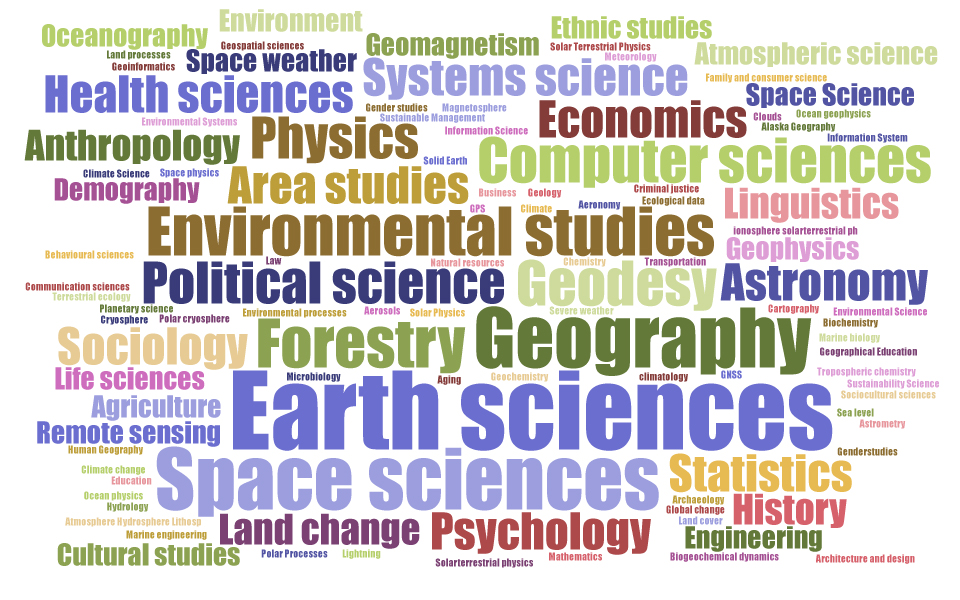 Environment
Ethnic studies
Oceanography
Geospatial sciences
Geomagnetism
Solar Terrestrial Physics
Atmospheric science
Land processes
Space weather
Meteorology
Geoinformatics
Systems science
Family and consumer science
Health sciences
Space Science
Gender studies
Magnetosphere
Economics
Clouds
Ocean geophysics
Environmental Systems
Sustainable Management
Alaska Geography
Anthropology
Physics
Information Science
Information System
Computer sciences
Solid Earth
Climate Science
Space physics
Demography
Area studies
Business
Geology
Criminal justice
Linguistics
Ecological data
Environmental studies
GPS
Climate
Aeronomy
ionosphere solarterrestrial ph
Geophysics
Behavioural sciences
Law
Natural resources
Chemistry
Transportation
Political science
Geodesy
Astronomy
Communication sciences
Terrestrial ecology
Planetary science
Environmental processes
Aerosols
Solar Physics
Severe weather
Cartography
Environmental Science
Cryosphere
Polar cryosphere
Geography
Biochemistry
Sociology
Forestry
Marine biology
Geographical Education
Life sciences
Microbiology
Aging
Geochemistry
climatology
GNSS
Tropospheric chemistry
Sustainability Science
Sociocultural sciences
Agriculture
Earth sciences
Sea level
Astrometry
Remote sensing
Human Geography
Genderstudies
Climate change
Space sciences
Statistics
Education
Ocean physics
Archaeology
Hydrology
Global change
History
Atmosphere Hydrosphere Lithosp
Land change
Psychology
Land cover
Marine engineering
Engineering
Cultural studies
Polar Processes
Lightning
Solarterrestrial physics
Mathematics
Biogeochemical dynamics
Architecture and design